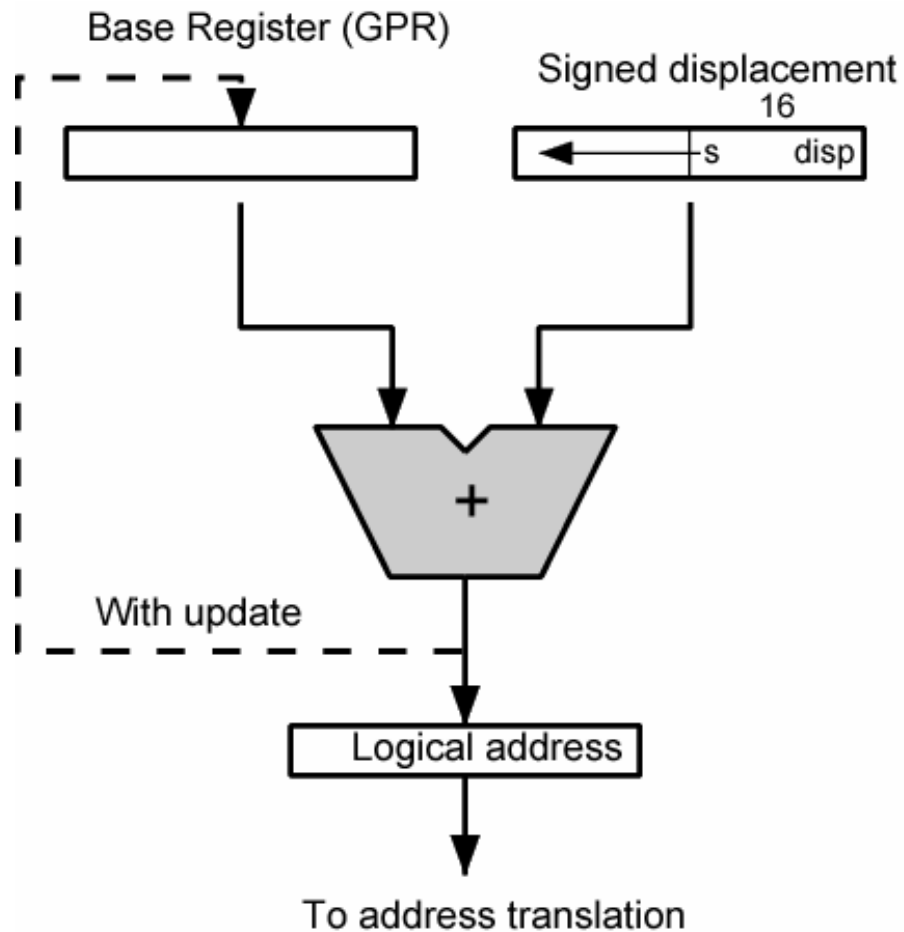 Base Register (GPR)
Signed displacement
16
s disp
+
With update
Logical address
To address translation